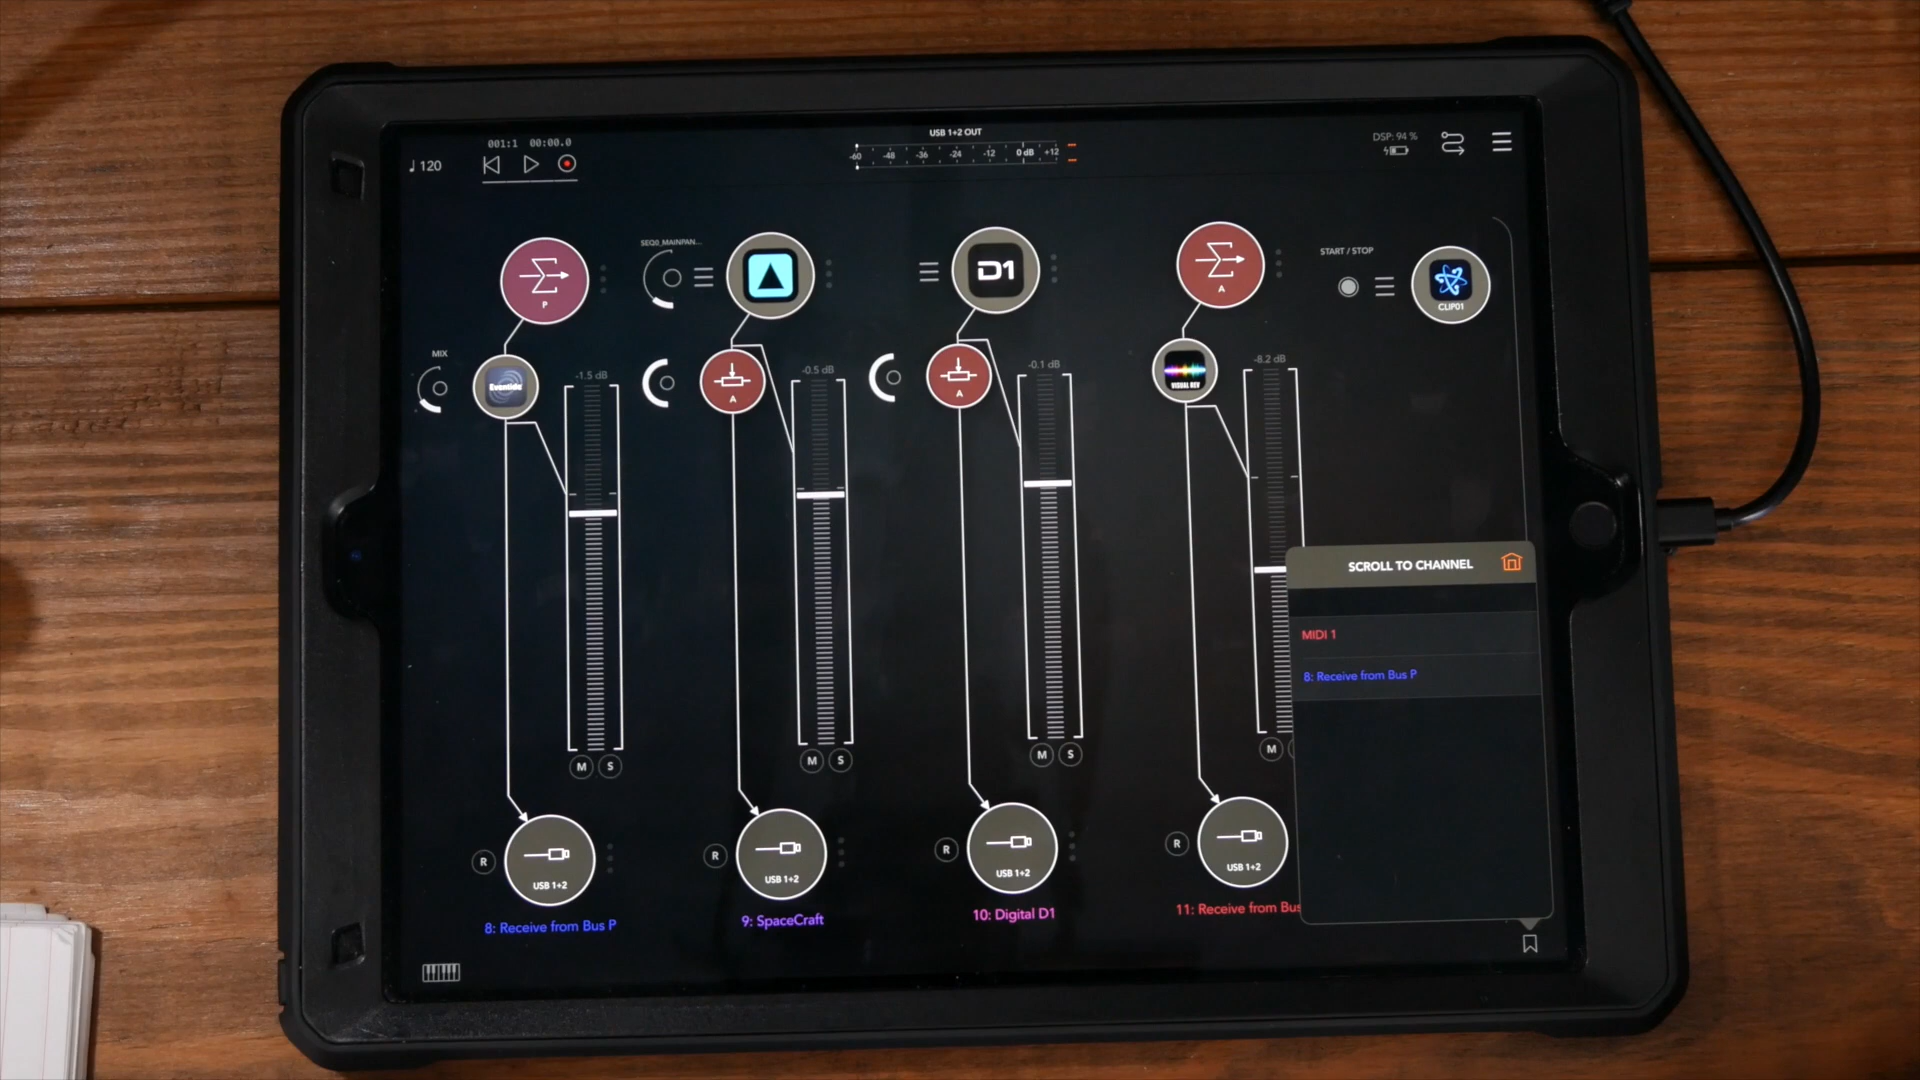 USB 1+2 OUT
001:1 00:00.0
120
-60 -48 -36 -24 -12 0 dB +12
DSP: 94 %
SEQ0_MAINPAN...
START / STOP
P
D1
A
CLIP01
MIX
Eventide
A
A
VISUAL REV
-1.5 dB
-0.5 dB
-0.1 dB
-8.2 dB
SCROLL TO CHANNEL
MIDI 1
8: Receive from Bus P
M S
M S
M S
M
R USB 1+2
R USB 1+2
R USB 1+2
R USB 1+2
8: Receive from Bus P
9: SpaceCraft
10: Digital D1
11: Receive from Bus